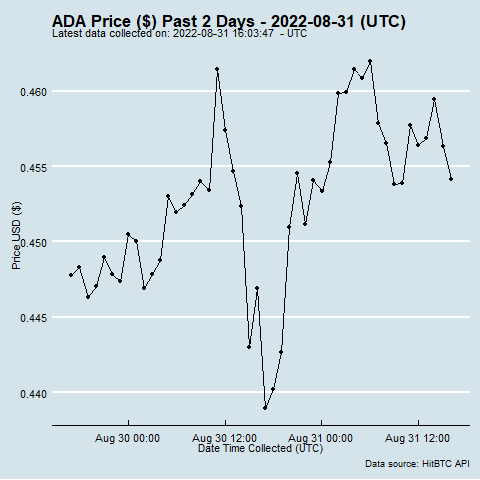 ADA Price ($) Past 2 Days - 2022-08-31 (UTC)
Latest data collected on: 2022-08-31 16:03:47 - UTC
0.460
0.455
0.450
0.445
0.440
Price USD ($)
Aug 30 00:00 Aug 30 12:00 Aug 31 00:00 Aug 31 12:00
Date Time Collected (UTC)
Data source: HitBTC API